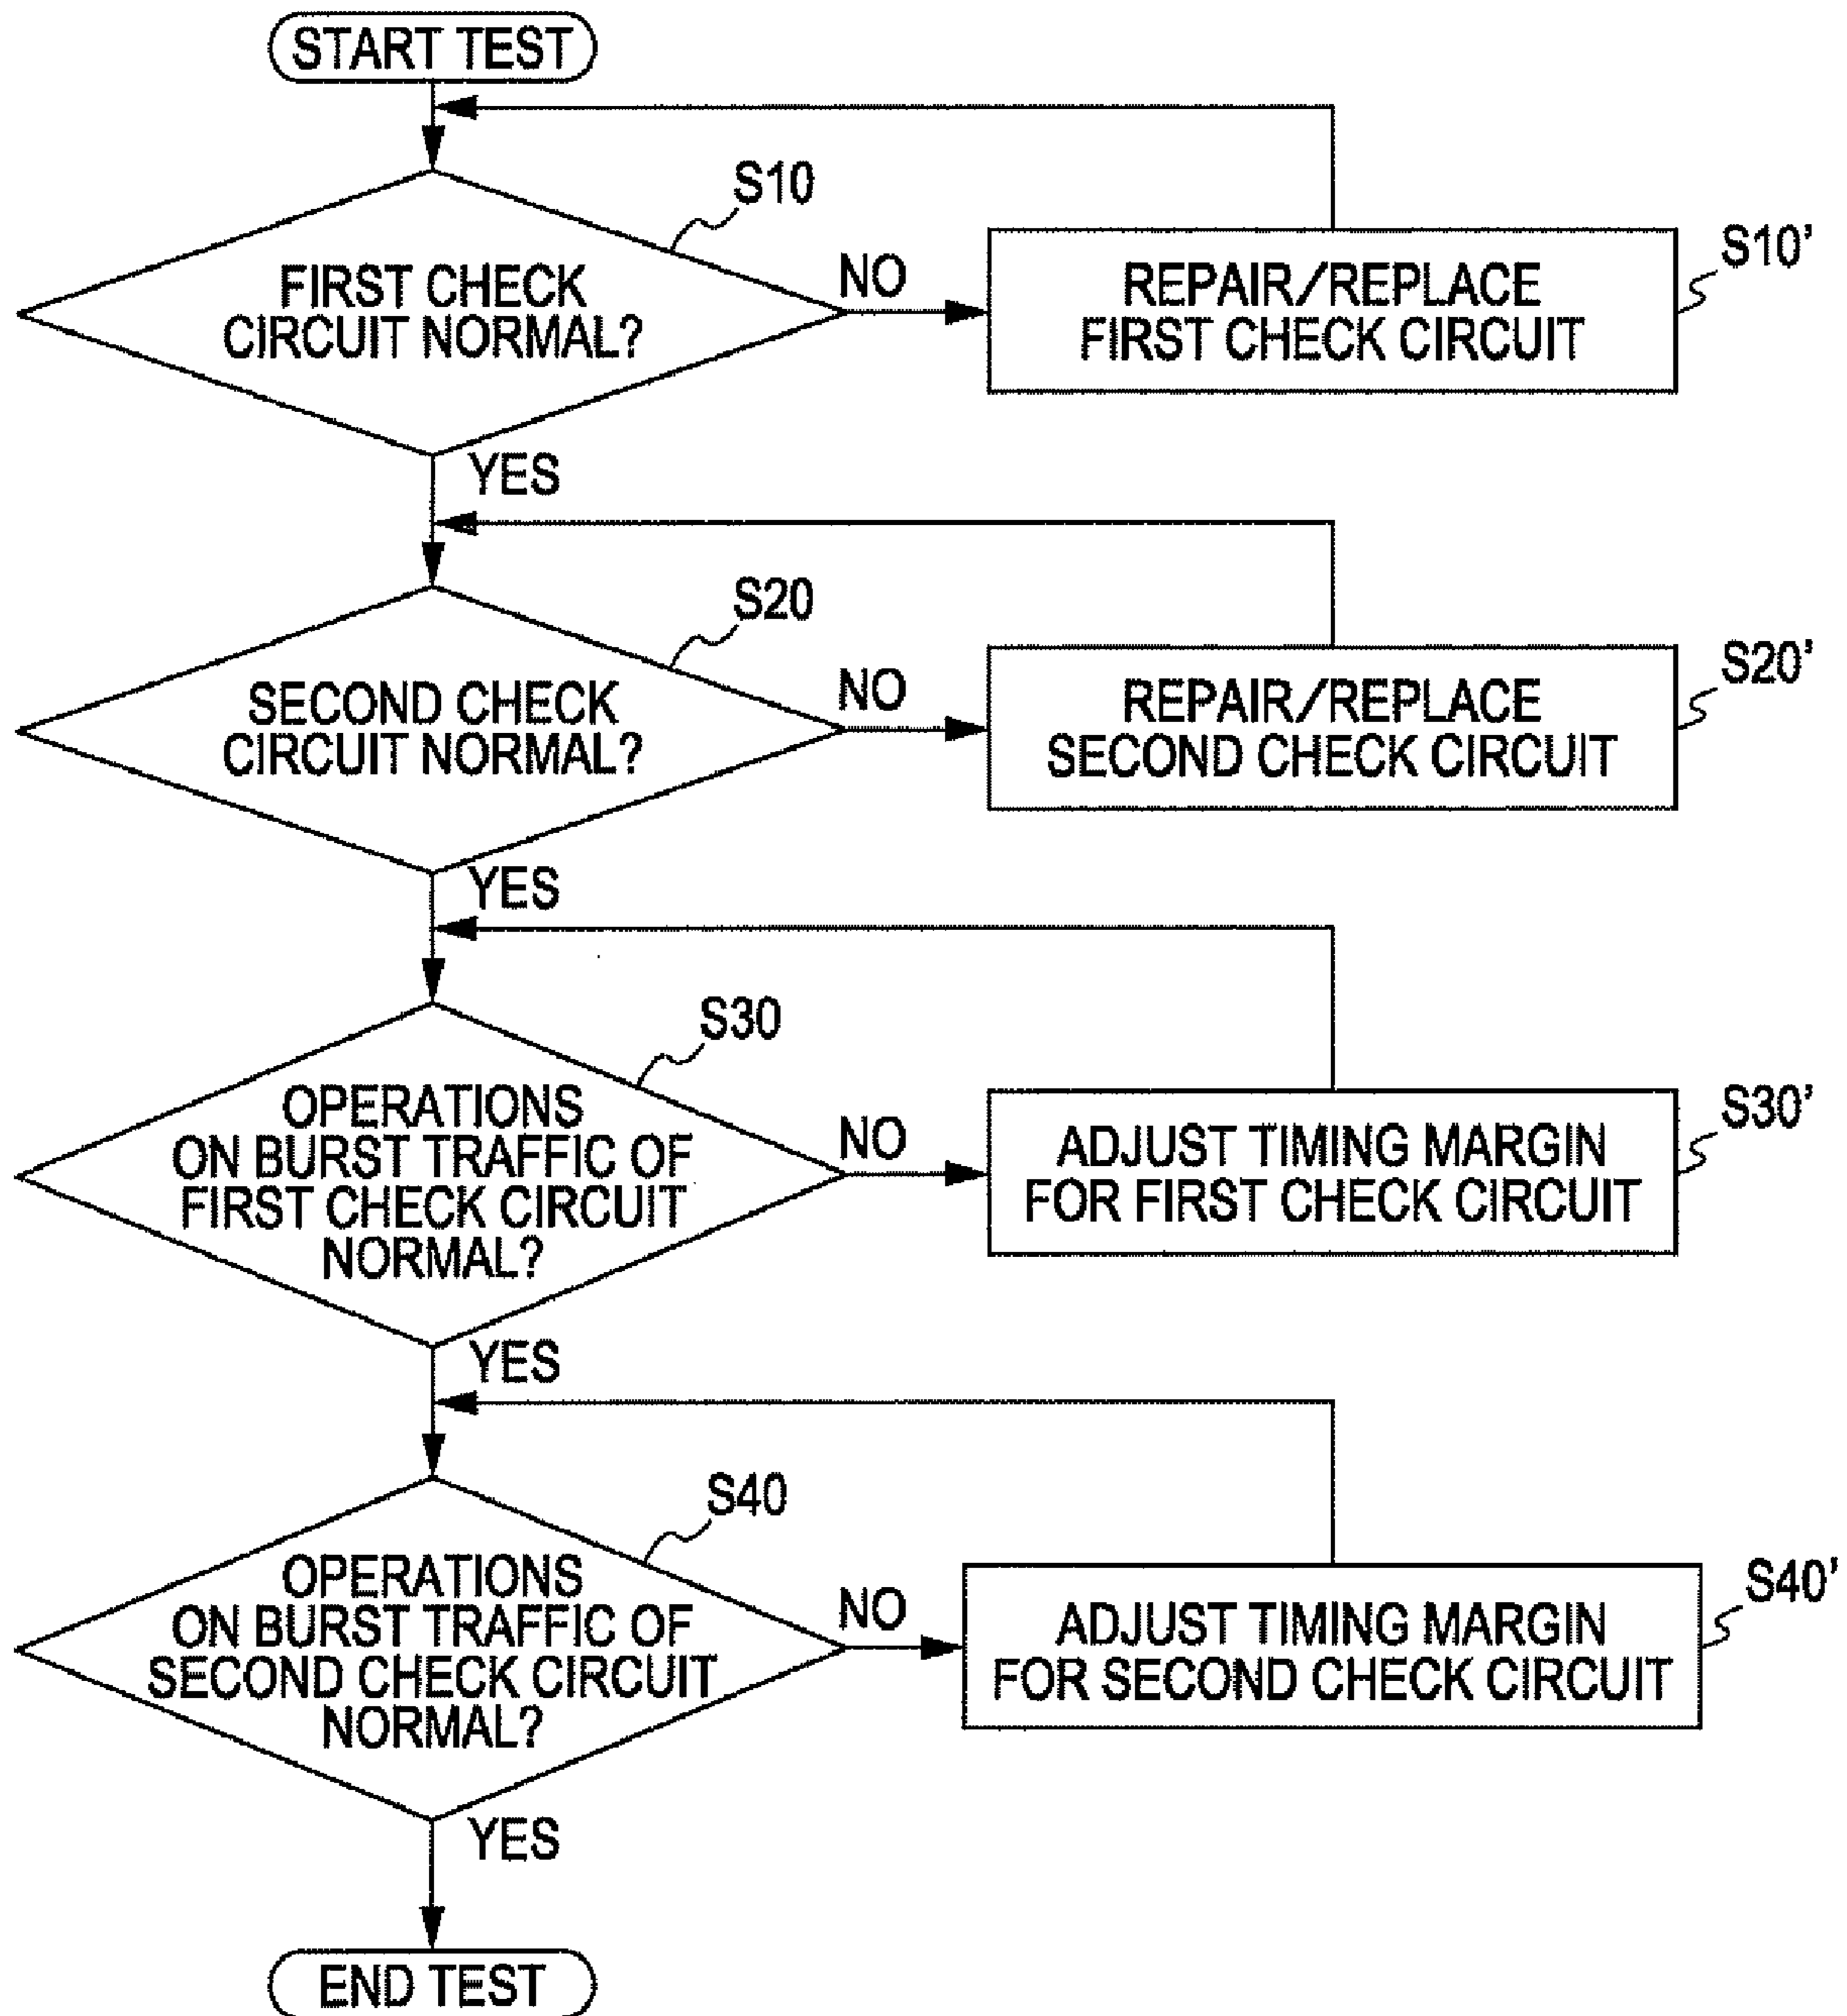 START TEST
S10
FIRST CHECK
CIRCUIT NORMAL?
NO
REPAIR/REPLACE
FIRST CHECK CIRCUIT
S10'
YES
S20
SECOND CHECK
CIRCUIT NORMAL?
NO
REPAIR/REPLACE
SECOND CHECK CIRCUIT
S20'
YES
S30
OPERATIONS
ON BURST TRAFFIC OF
FIRST CHECK CIRCUIT
NORMAL?
NO
ADJUST TIMING MARGIN
FOR FIRST CHECK CIRCUIT
S30'
YES
S40
OPERATIONS
ON BURST TRAFFIC OF
SECOND CHECK CIRCUIT
NORMAL?
NO
ADJUST TIMING MARGIN
FOR SECOND CHECK CIRCUIT
S40'
YES
END TEST